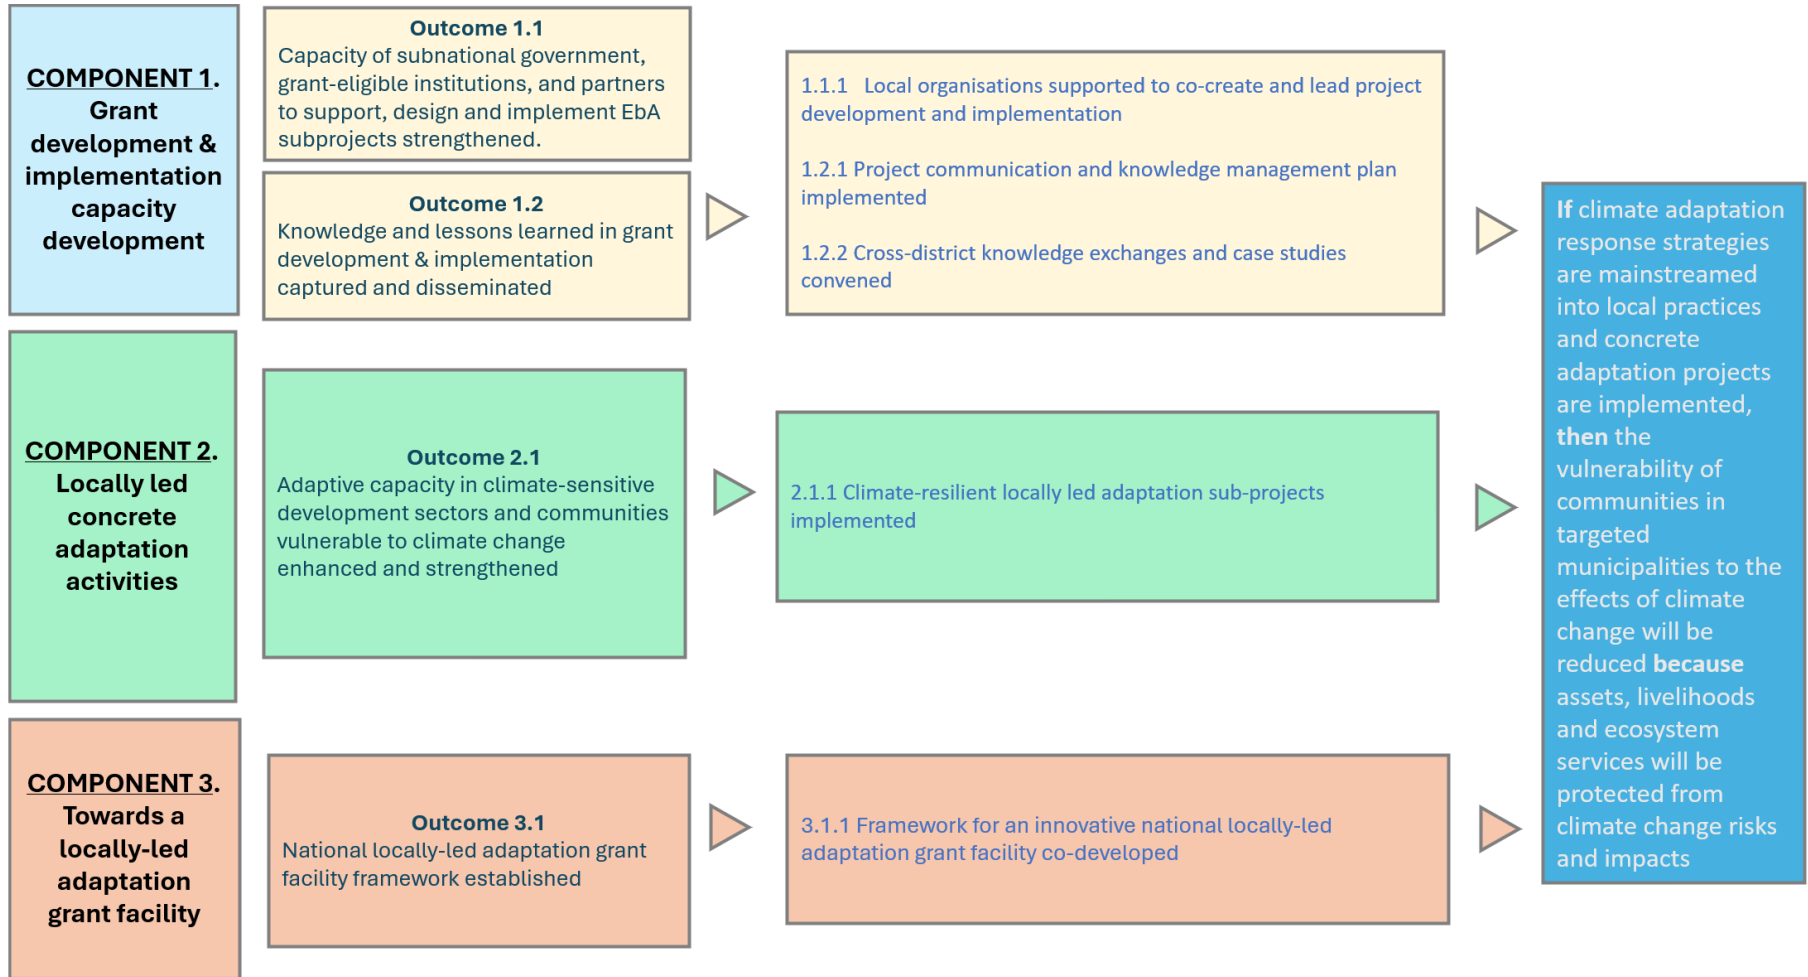 COMPONENT 1.
Grant
development &
implementation
capacity
development
Outcome 1.1
Capacity of subnational government,
grant-eligible institutions, and partners
to support, design and implement EbA
subprojects strengthened.
Outcome 1.2
Knowledge and lessons learned in grant
development & implementation
captured and disseminated
1.1.1 Local organisations supported to co-create and lead project
development and implementation
1.2.1 Project communication and knowledge management plan
implemented
1.2.2 Cross-district knowledge exchanges and case studies
convened
COMPONENT 2.
Locally led
concrete
adaptation
activities
Outcome 2.1
Adaptive capacity in climate-sensitive
development sectors and communities
vulnerable to climate change
enhanced and strengthened
2.1.1 Climate-resilient locally led adaptation sub-projects
implemented
COMPONENT 3.
Towards a
locally-led
adaptation
grant facility
Outcome 3.1
National locally-led adaptation grant
facility framework established
3.1.1 Framework for an innovative national locally-led
adaptation grant facility co-developed
If climate adaptation
response strategies
are mainstreamed
into local practices
and concrete
adaptation projects
are implemented,
then the
vulnerability of
communities in
targeted
municipalities to the
effects of climate
change will be
reduced because
assets, livelihoods
and ecosystem
services will be
protected from
climate change risks
and impacts